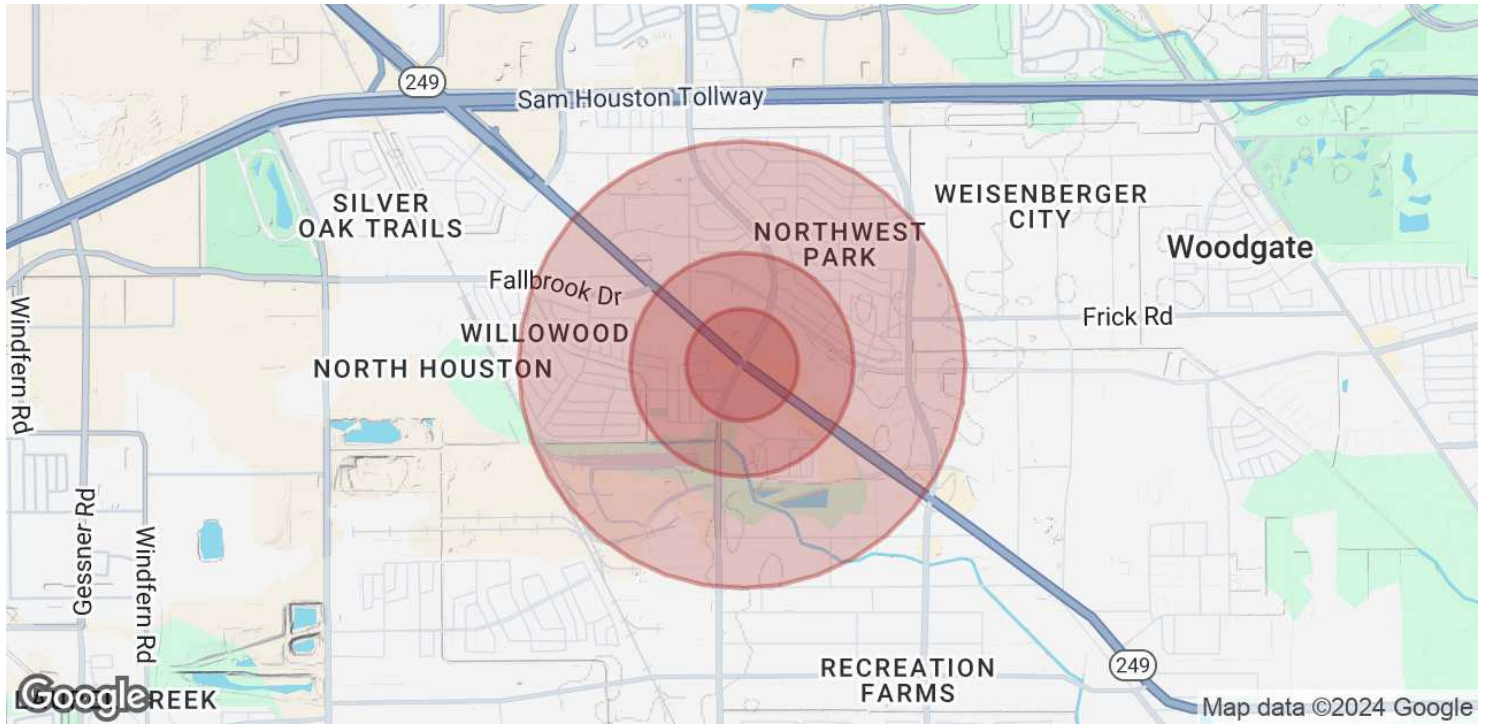 249
Sam Houston Tollway
SILVER
OAK TRAILS
WEISENBERGER
CITY
NORTHWEST
PARK
Woodgate
Fallbrook Dr
Windfern Rd
WILLOWOOD
Frick Rd
NORTH HOUSTON
Gessner Rd
Windfern Rd
RECREATION
FARMS
249
Google
REEK
Map data ©2024 Google